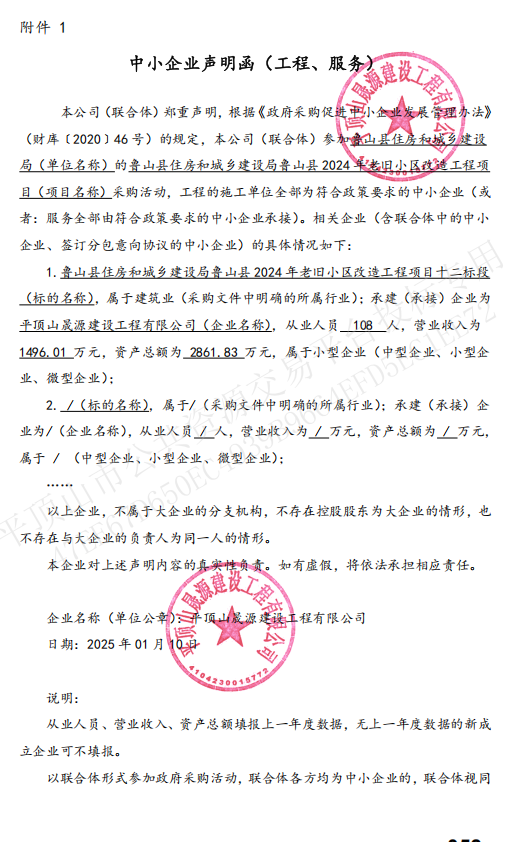 附件 1
中小企业声明函（工程、服务）
本公司（联合体）郑重声明，根据《政府采购促进中小企业发展管理办法》
（财库〔2020〕46 号）的规定，本公司（联合体）参加鲁山县住房和城乡建设
局（单位名称）的鲁山县住房和城乡建设局鲁山县 2024 年老旧小区改造工程项
目（项目名称）采购活动，工程的施工单位全部为符合政策要求的中小企业（或
者：服务全部由符合政策要求的中小企业承接）。相关企业（含联合体中的中小
企业、签订分包意向协议的中小企业）的具体情况如下：
1. 鲁山县住房和城乡建设局鲁山县 2024 年老旧小区改造工程项目十二标段
（标的名称），属于建筑业（采购文件中明确的所属行业）；承建（承接）企业为
平顶山晟源建设工程有限公司（企业名称），从业人员 108 人，营业收入为
1496.01 万元，资产总额为 2861.83 万元，属于小型企业（中型企业、小型企
业、微型企业）；
2. /（标的名称），属于/（采购文件中明确的所属行业）；承建（承接）企
业为/（企业名称），从业人员 / 人，营业收入为 / 万元，资产总额为 / 万元，
属于 / （中型企业、小型企业、微型企业）；
……
以上企业，不属于大企业的分支机构，不存在控股股东为大企业的情形，也
不存在与大企业的负责人为同一人的情形。
本企业对上述声明内容的真实性负责。如有虚假，将依法承担相应责任。
企业名称（单位公章）：平顶山晟源建设工程有限公司
日期：2025 年 01 月 10 日
平顶山晟源建设工程有限公司
4104230015772
说明：
从业人员、营业收入、资产总额填报上一年度数据，无上一年度数据的新成
立企业可不填报。
以联合体形式参加政府采购活动，联合体各方均为中小企业的，联合体视同